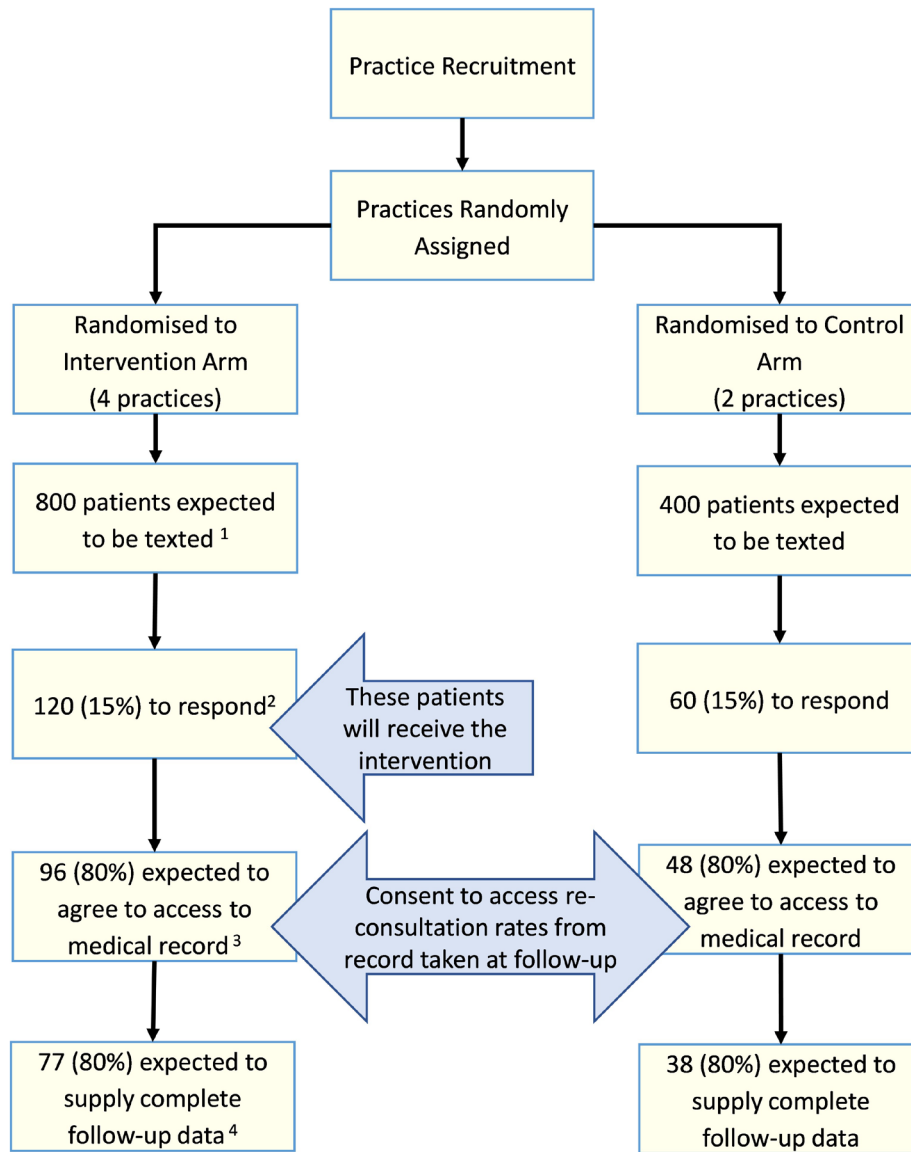 Practice Recruitment
Practices Randomly
Assigned
Randomised to
Intervention Arm
(4 practices)
Randomised to Control
Arm
(2 practices)
800 patients expected
to be texted ¹
400 patients expected
to be texted
120 (15%) to respond²
These patients
will receive the
intervention
60 (15%) to respond
96 (80%) expected to
agree to access to
medical record ³
Consent to access re-
consultation rates from
record taken at follow-up
48 (80%) expected to
agree to access to
medical record
77 (80%) expected to
supply complete
follow-up data ⁴
38 (80%) expected to
supply complete
follow-up data